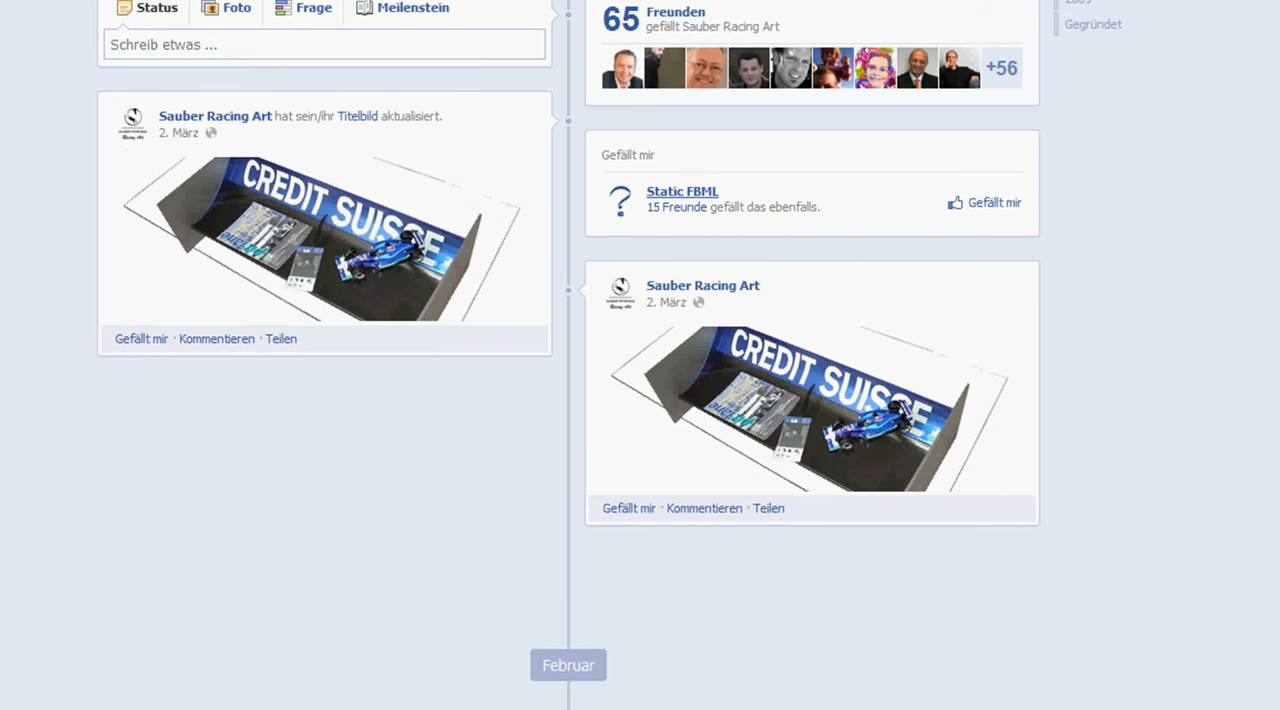 Status
Foto
Frage
Meilenstein
Schreib etwas ...
Sauber Racing Art hat sein/ihr Titelbild aktualisiert.
2. März
CREDIT SUISSE
Gefällt mir · Kommentieren · Teilen
65 Freunden
gefällt Sauber Racing Art
+56
Gefällt mir
Static FBML
15 Freunde gefällt das ebenfalls.
Gefällt mir
Sauber Racing Art
2. März
CREDIT SUISSE
Gefällt mir · Kommentieren · Teilen
2009
Gegründet
Februar